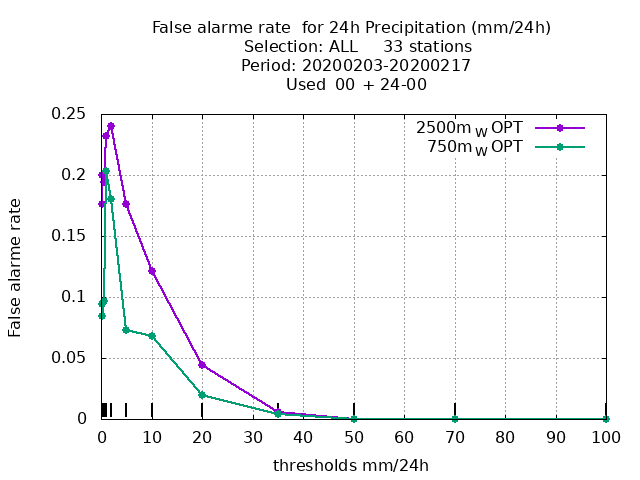 False alarme rate  for 24h Precipitation (mm/24h)
Selection: ALL     33 stations
Period: 20200203-20200217
Used  00 + 24-00
2500m W OPT
750m W OPT
0.25
0.2
0.15
0.1
0.05
0
False alarme rate
0 10 20 30 40 50 60 70 80 90 100
thresholds mm/24h